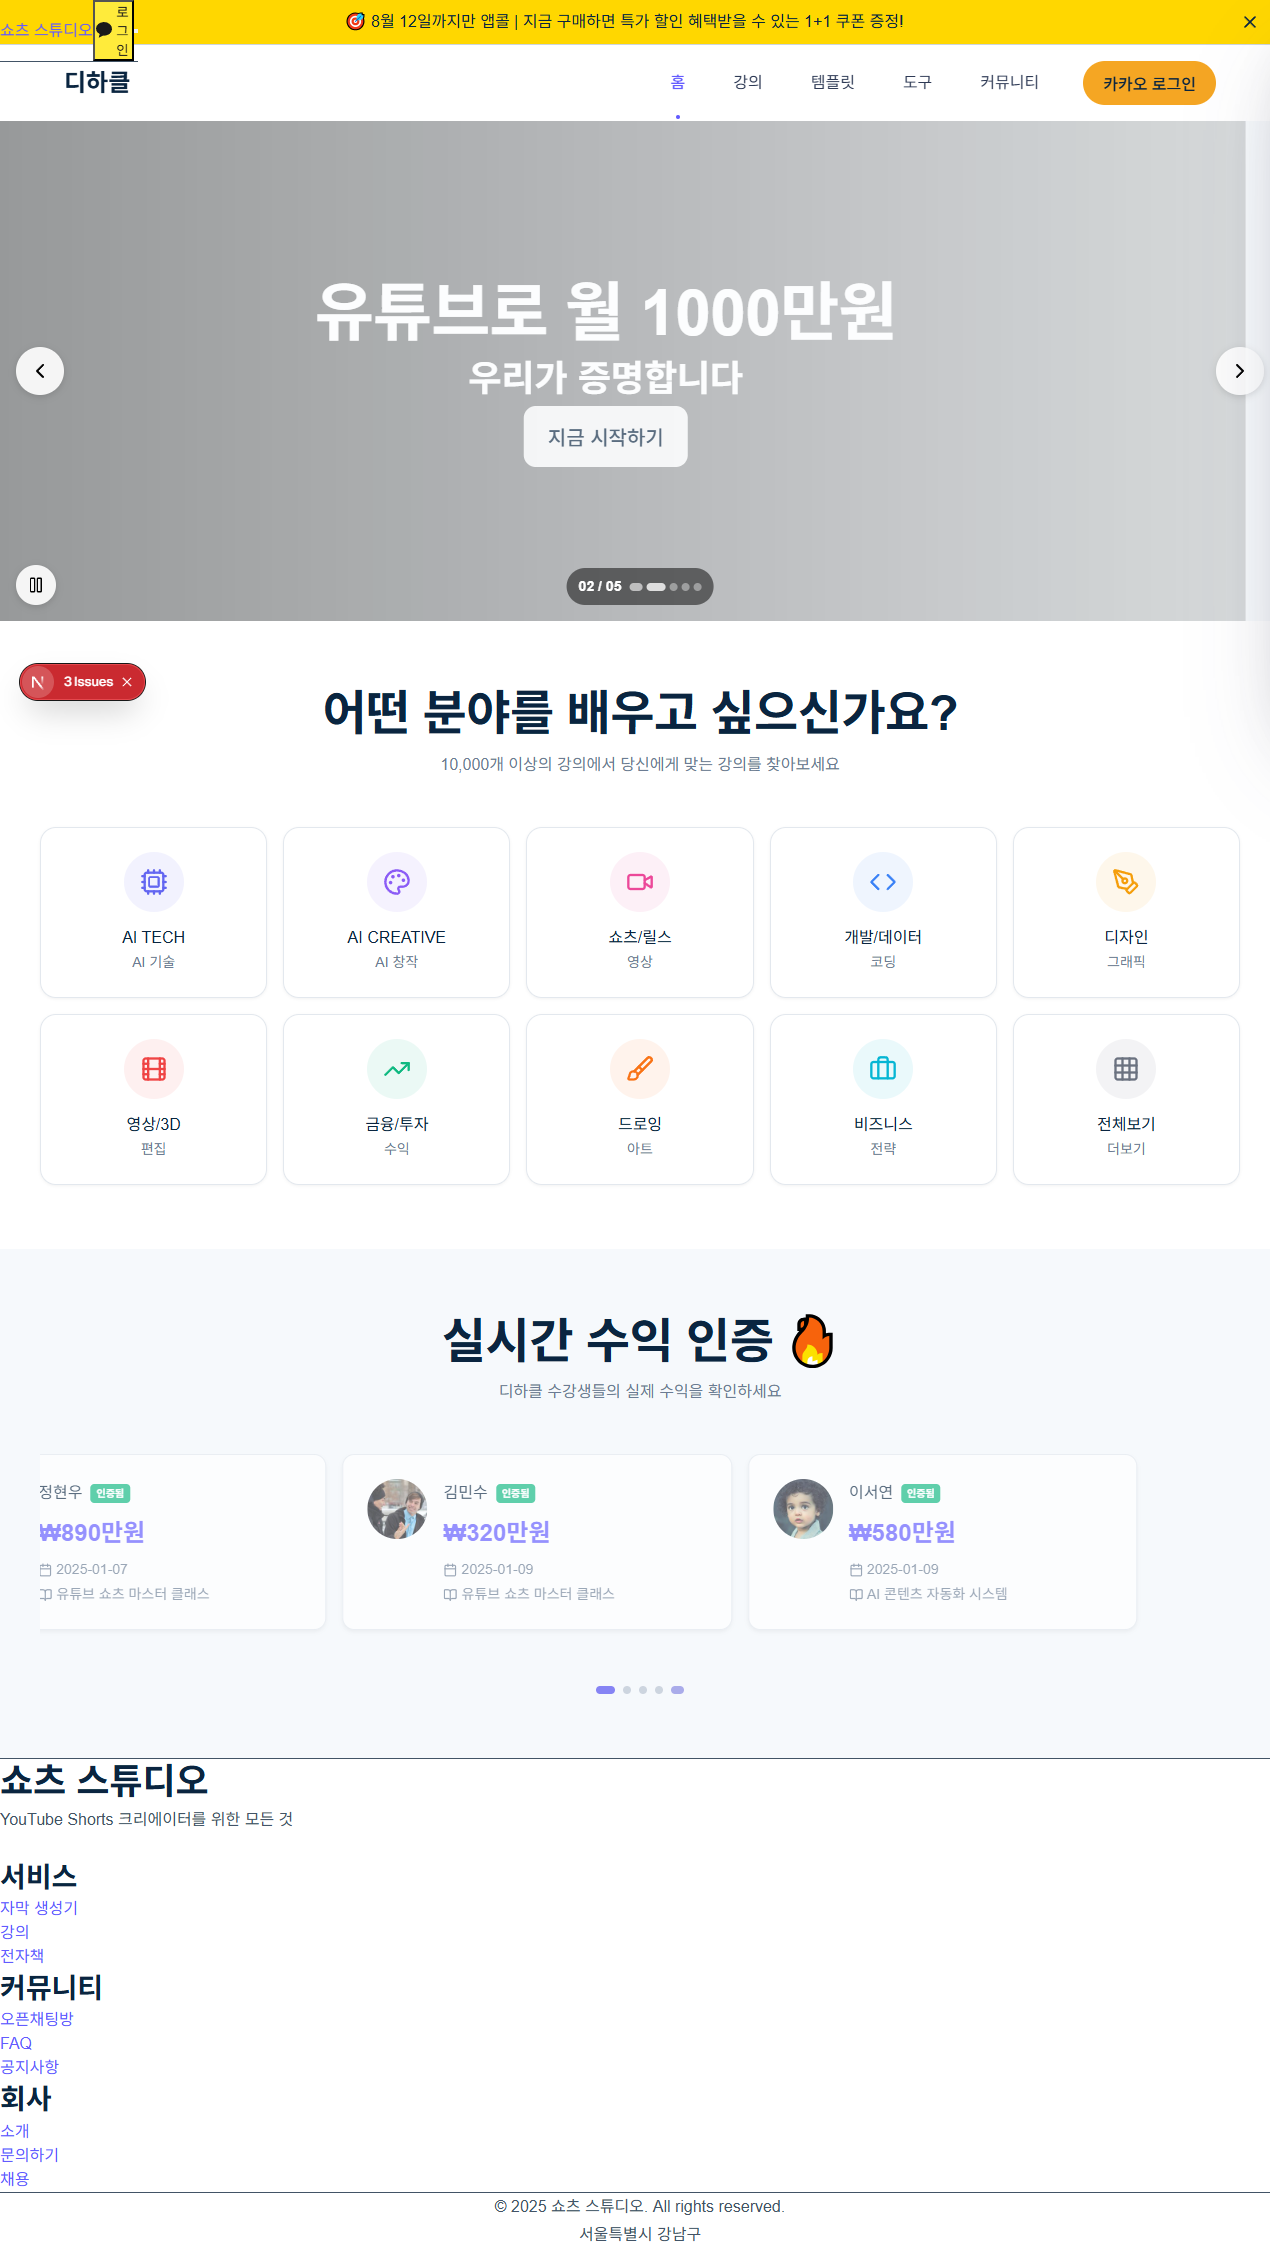 쇼츠 스튜디오
로그인
🎯 8월 12일까지만 앱콜 | 지금 구매하면 특가 할인 혜택받을 수 있는 1+1 쿠폰 증정!
디하클
홈
강의
템플릿
도구
커뮤니티
카카오 로그인
유튜브로 월 1000만원
우리가 증명합니다
지금 시작하기
02 / 05
3 Issues
어떤 분야를 배우고 싶으신가요?
10,000개 이상의 강의에서 당신에게 맞는 강의를 찾아보세요
AI TECH
AI 기술
AI CREATIVE
AI 창작
쇼츠/릴스
영상
개발/데이터
코딩
디자인
그래픽
영상/3D
편집
금융/투자
수익
드로잉
아트
비즈니스
전략
전체보기
더보기
실시간 수익 인증 🔥
디하클 수강생들의 실제 수익을 확인하세요
정현우 인증됨
₩890만원
2025-01-07
유튜브 쇼츠 마스터 클래스
김민수 인증됨
₩320만원
2025-01-09
유튜브 쇼츠 마스터 클래스
이서연 인증됨
₩580만원
2025-01-09
AI 콘텐츠 자동화 시스템
쇼츠 스튜디오
YouTube Shorts 크리에이터를 위한 모든 것
서비스
자막 생성기
강의
전자책
커뮤니티
오픈채팅방
FAQ
공지사항
회사
소개
문의하기
채용
© 2025 쇼츠 스튜디오. All rights reserved.
서울특별시 강남구